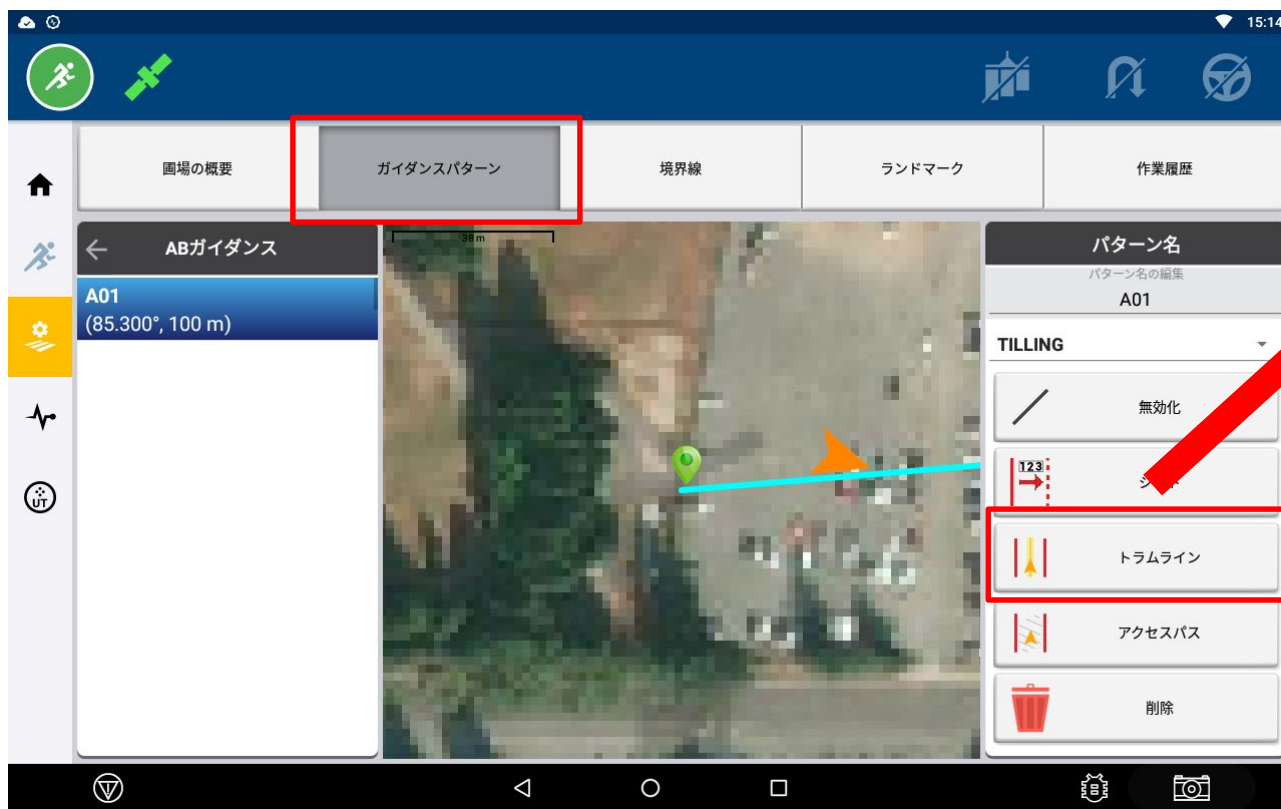 15:14
圃場の概要
ガイダンスパターン
境界線
ランドマーク
作業履歴
ABガイダンス
A01
(85.300°, 100 m)
38 m
パターン名
パターン名の編集
A01
TILLING
無効化
123
トラムライン
アクセスパス
削除
UT